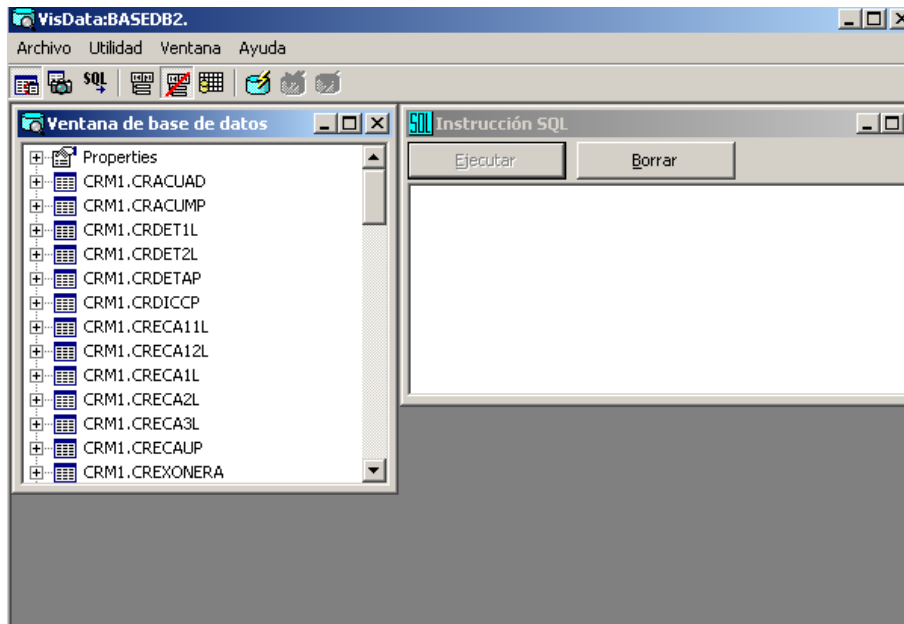 VisData:BASEDB2.
Archivo Utilidad Ventana Ayuda
SQL
Ventana de base de datos
Properties
CRM1.CRACUAD
CRM1.CRACUMP
CRM1.CRDET1L
CRM1.CRDET2L
CRM1.CRDETAP
CRM1.CRDICCP
CRM1.CRECA11L
CRM1.CRECA12L
CRM1.CRECA1L
CRM1.CRECA2L
CRM1.CRECA3L
CRM1.CRECAUP
CRM1.CREXONERA
SQL Instrucción SQL
Ejecutar Borrar